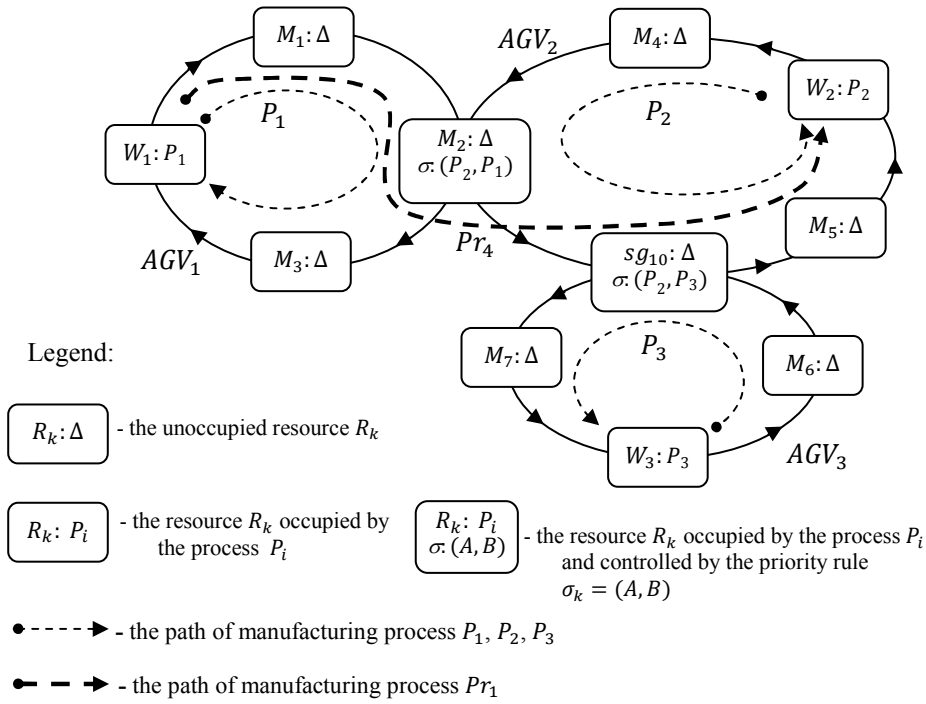 M₁: Δ
AGV₂
M₄: Δ
W₂: P₂
P₁
P₂
W₁: P₁
M₂: Δ
σ: (P₂, P₁)
M₅: Δ
AGV₁
M₃: Δ
Pr₄
sg₁₀: Δ
σ: (P₂, P₃)
P₃
M₇: Δ
M₆: Δ
W₃: P₃
AGV₃
Legend:
Rₖ: Δ
- the unoccupied resource Rₖ
Rₖ: Pᵢ
- the resource Rₖ occupied by
the process Pᵢ
Rₖ: Pᵢ
σ: (A, B)
- the resource Rₖ occupied by the process Pᵢ
and controlled by the priority rule
σₖ = (A, B)
- the path of manufacturing process P₁, P₂, P₃
- the path of manufacturing process Pr₁